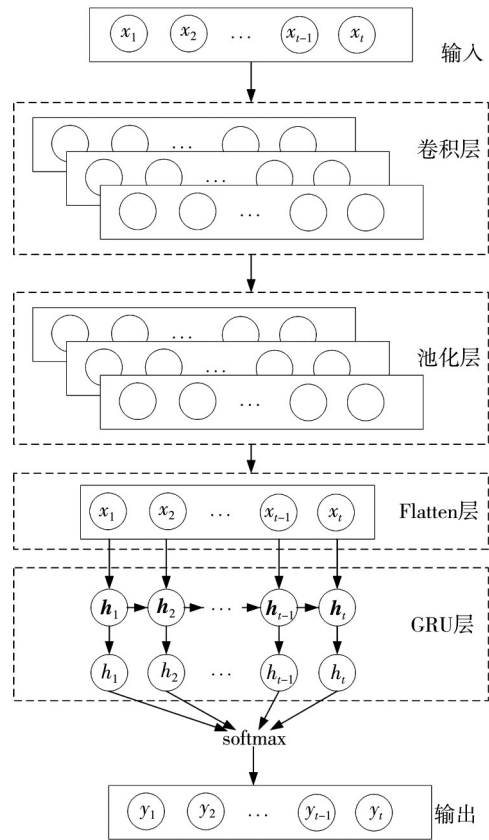 x₁ x₂ … xₜ₋₁ xₜ
输入
卷积层
…
…
…
池化层
…
…
…
x₁ x₂ … xₜ₋₁ xₜ
Flatten层
h₁ h₂ … hₜ₋₁ hₜ
GRU层
h₁ h₂ … hₜ₋₁ hₜ
softmax
y₁ y₂ … yₜ₋₁ yₜ
输出